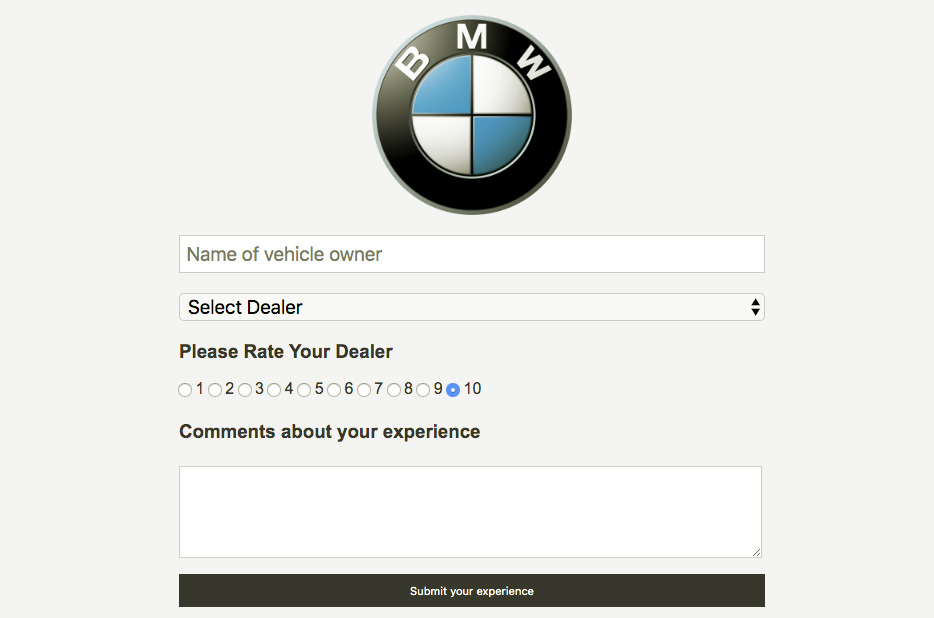 BMW
Name of vehicle owner
Select Dealer
Please Rate Your Dealer
1 2 3 4 5 6 7 8 9 10
Comments about your experience
Submit your experience